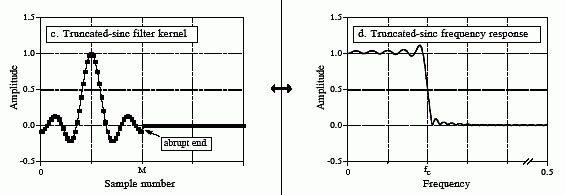 c. Truncated-sinc filter kernel
1.5
1.0
0.5
0.0
-0.5
Amplitude
abrupt end
0
M
Sample number
d. Truncated-sinc frequency response
1.5
1.0
0.5
0.0
-0.5
Amplitude
0
fc
0.5
Frequency